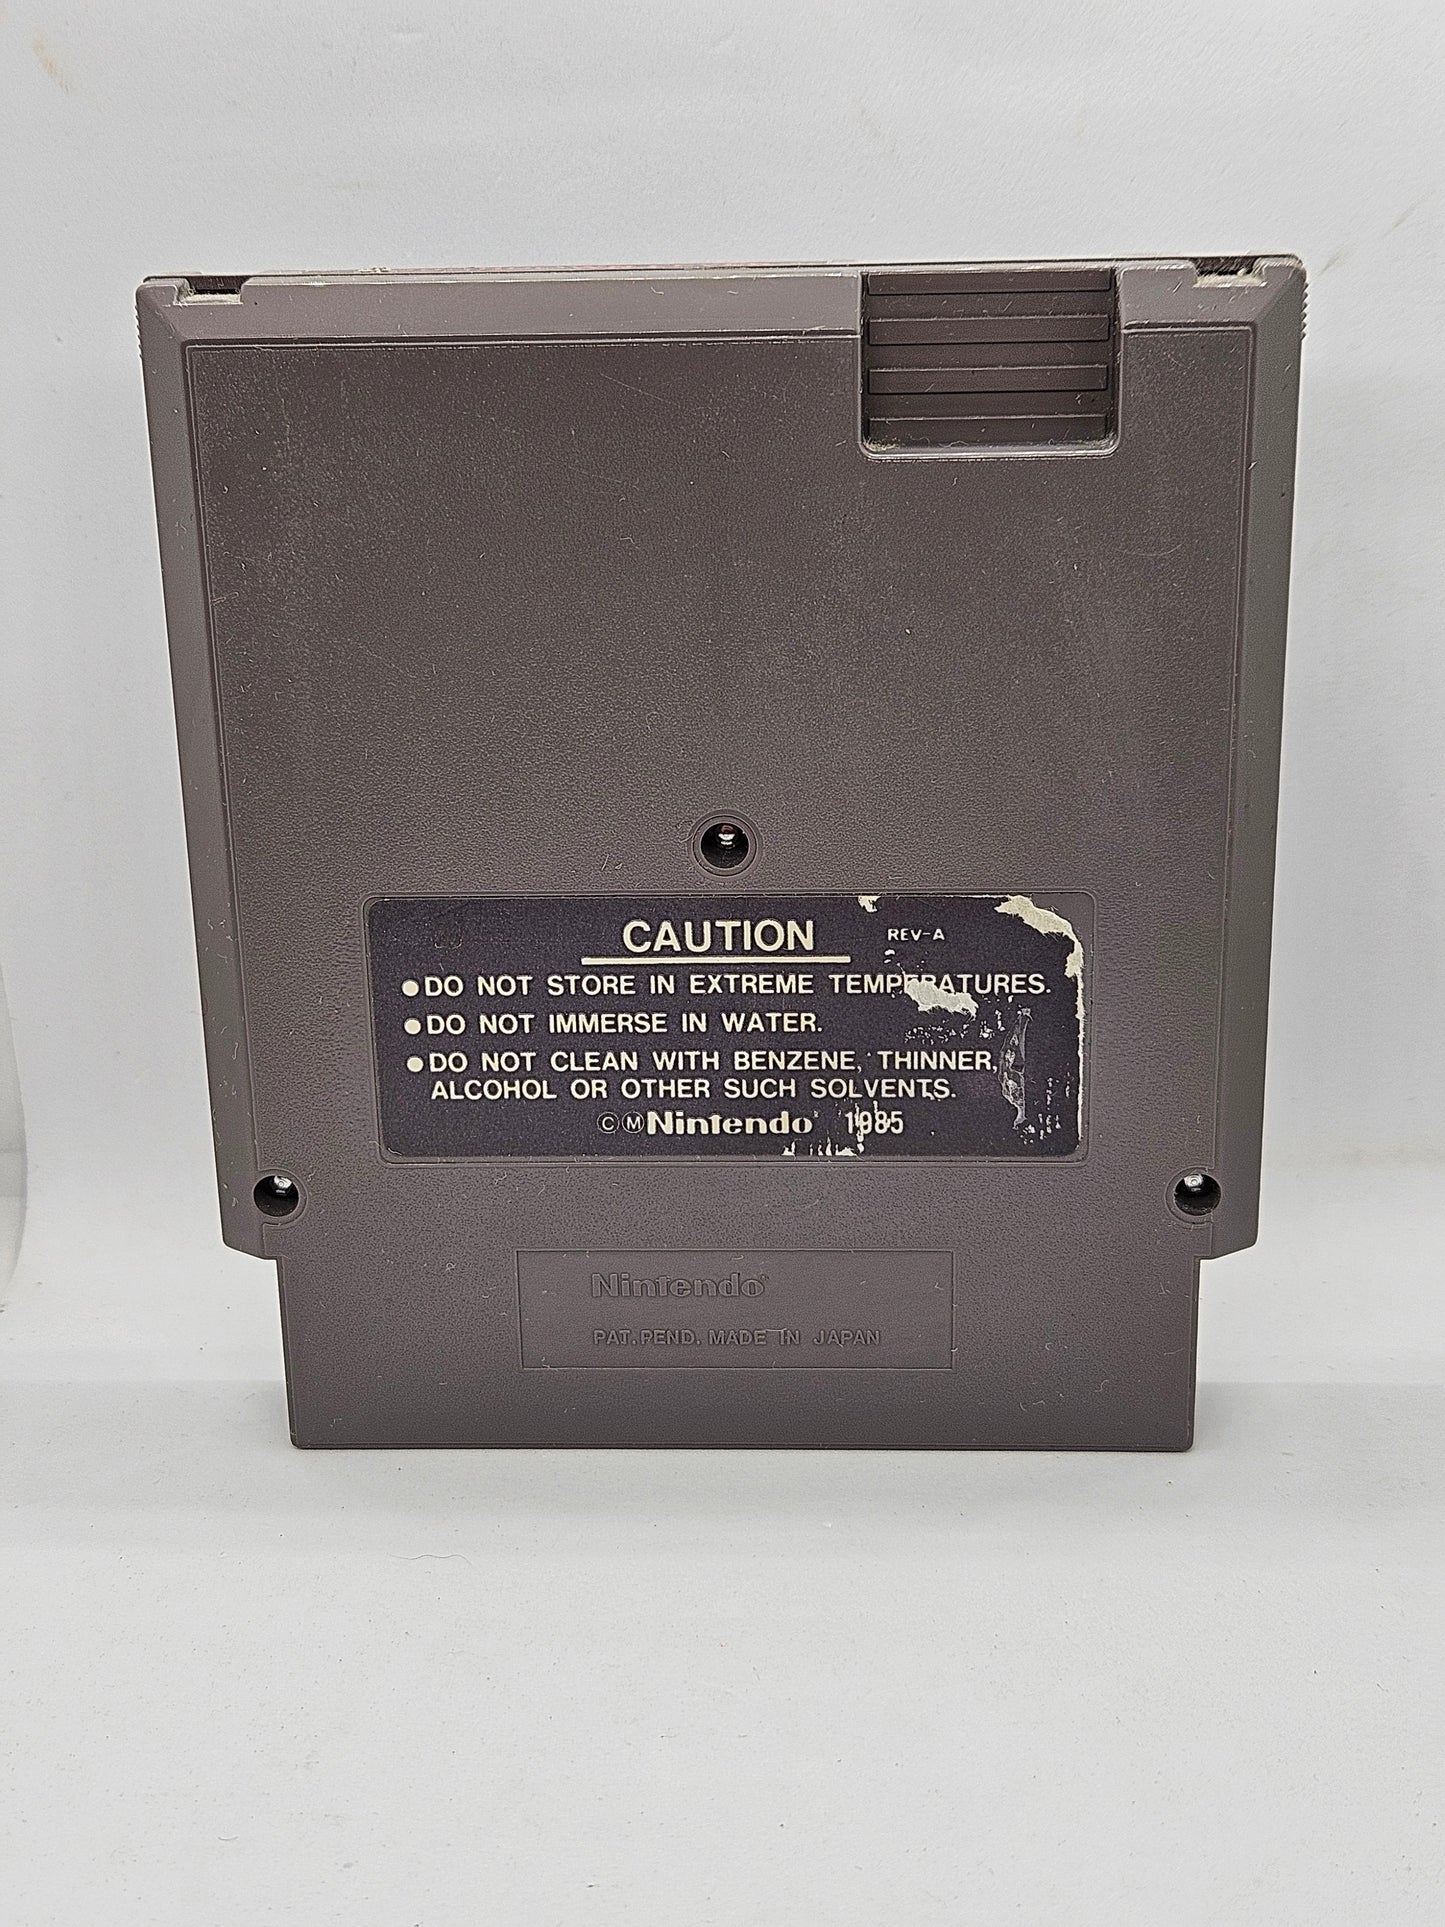 CAUTION REV-A
●DO NOT STORE IN EXTREME TEMPERATURES.
●DO NOT IMMERSE IN WATER.
●DO NOT CLEAN WITH BENZENE, THINNER,
ALCOHOL OR OTHER SUCH SOLVENTS.
ⒸⓂNintendo 1985
Nintendo®
PAT.PEND. MADE IN JAPAN